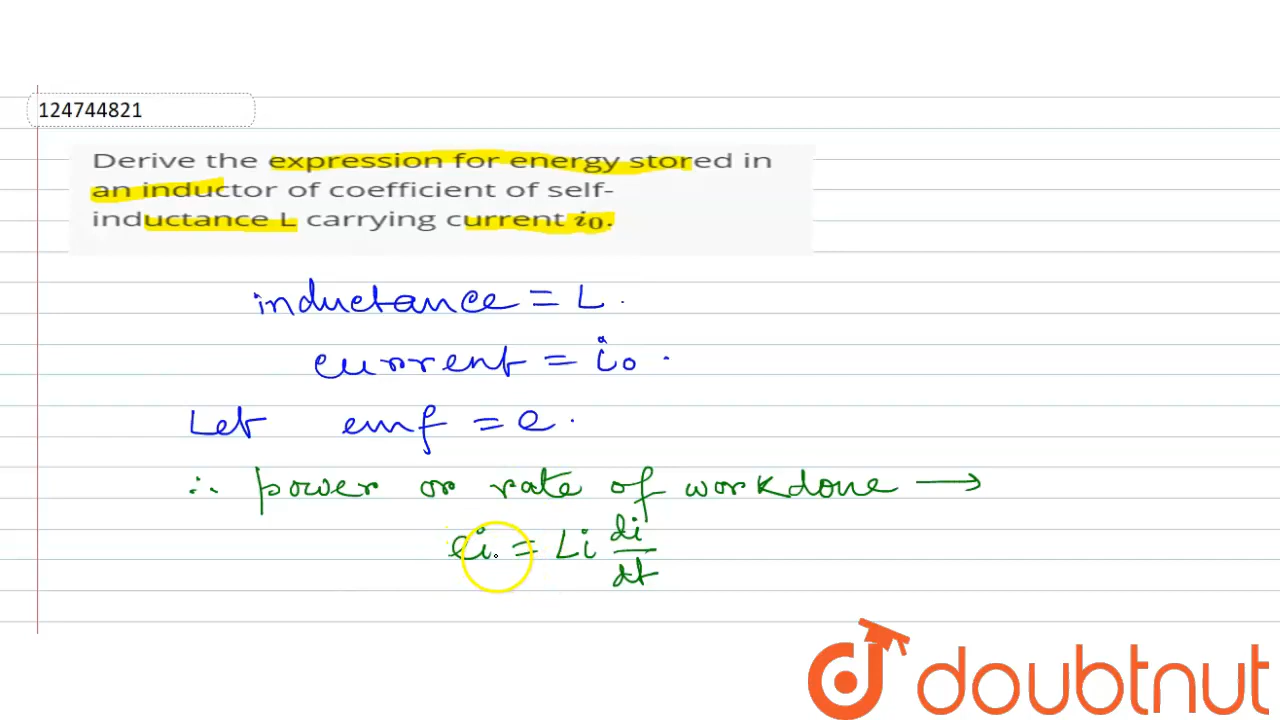 124744821
Derive the expression for energy stored in
an inductor of coefficient of self-
inductance L carrying current i₀.
inductance = L.
current = i₀.
Let emf = e.
∴ power or rate of workdone →
ei = Li di/dt
doubtnut